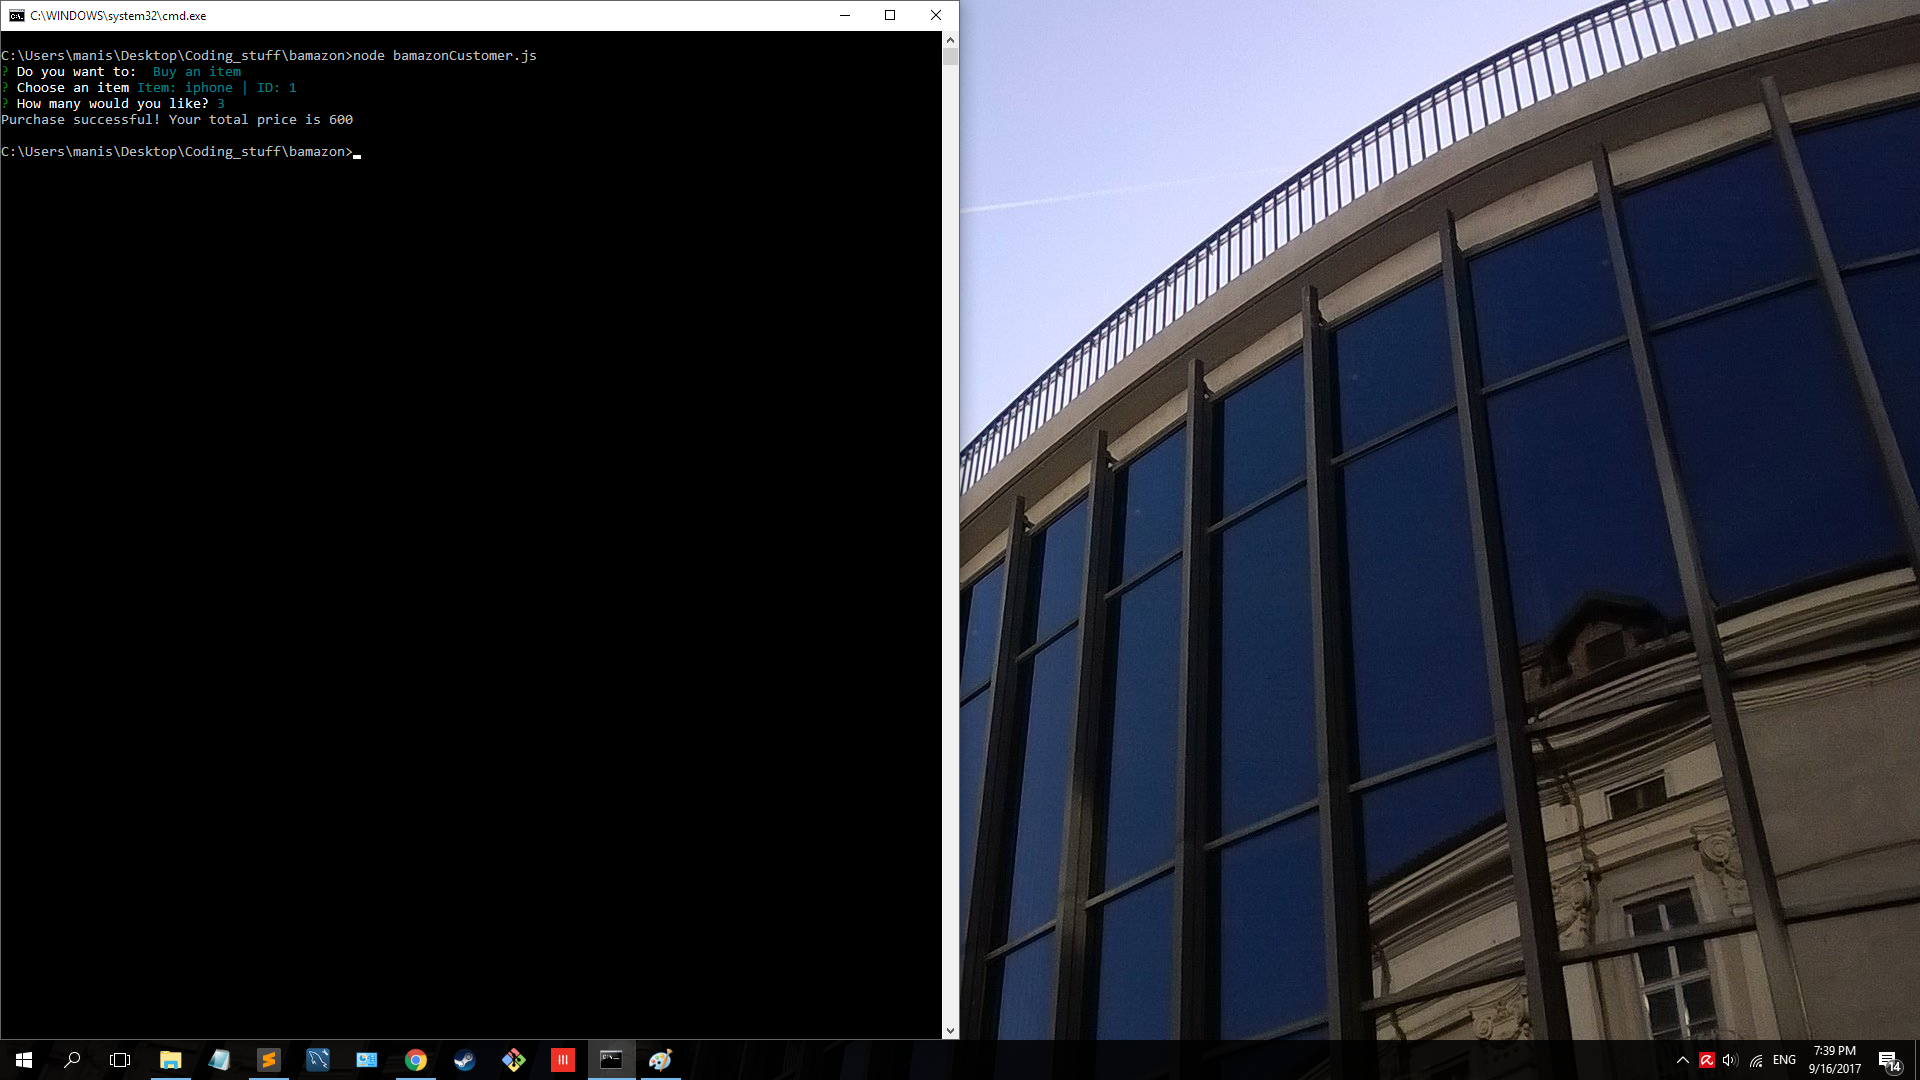 C:\WINDOWS\system32\cmd.exe
C:\Users\manis\Desktop\Coding_stuff\bamazon>node bamazonCustomer.js
? Do you want to:  Buy an item
? Choose an item Item: iphone | ID: 1
? How many would you like? 3
Purchase successful! Your total price is 600
C:\Users\manis\Desktop\Coding_stuff\bamazon>
ENG
7:39 PM
9/16/2017
14